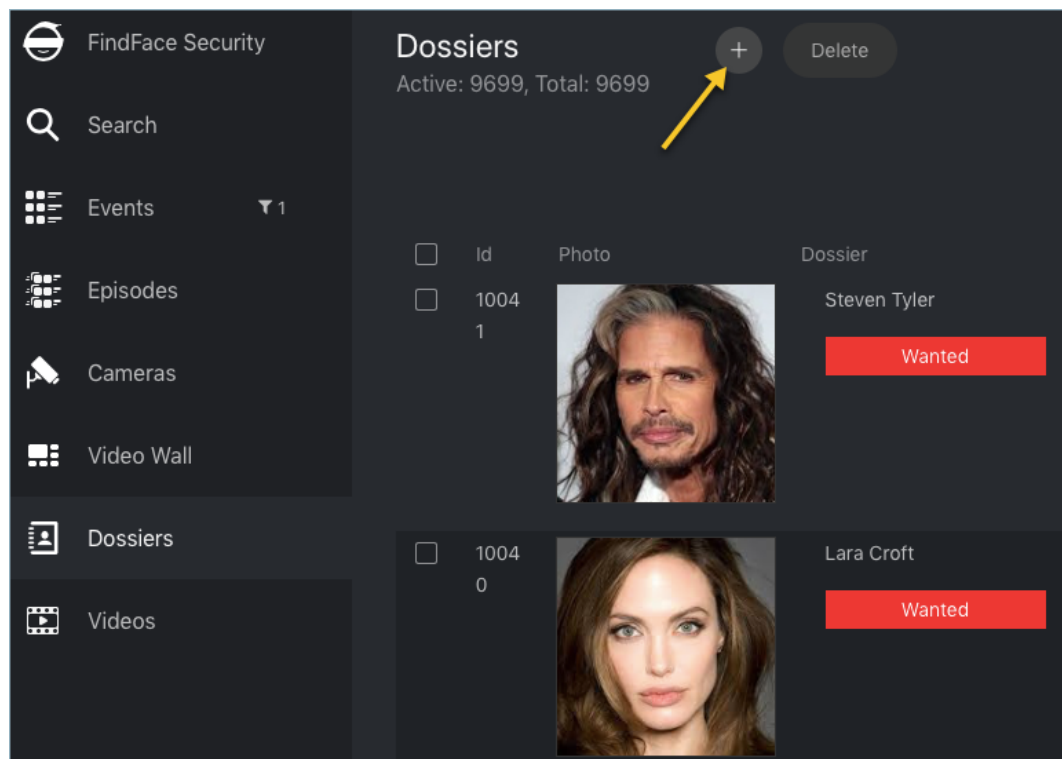 FindFace Security
Search
Events 1
Episodes
Cameras
Video Wall
Dossiers
Videos
Dossiers + Delete
Active: 9699, Total: 9699
Id Photo Dossier
1004 Steven Tyler
1
Wanted
1004 Lara Croft
0
Wanted